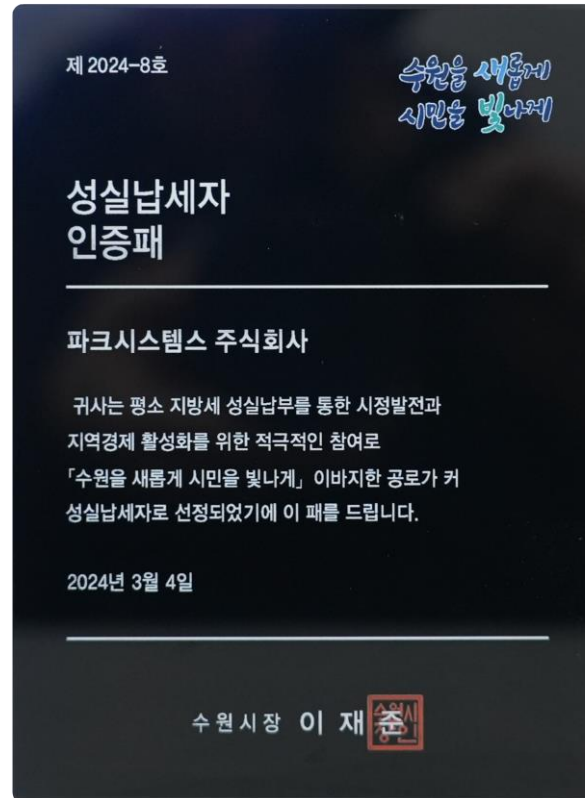 제 2024-8호
수원을 새롭게
시민을 빛나게
성실납세자
인증패
파크시스템스 주식회사
귀사는 평소 지방세 성실납부를 통한 시정발전과
지역경제 활성화를 위한 적극적인 참여로
「수원을 새롭게 시민을 빛나게」 이바지한 공로가 커
성실납세자로 선정되었기에 이 패를 드립니다.
2024년 3월 4일
수원시장 이 재 준
수원시
장인